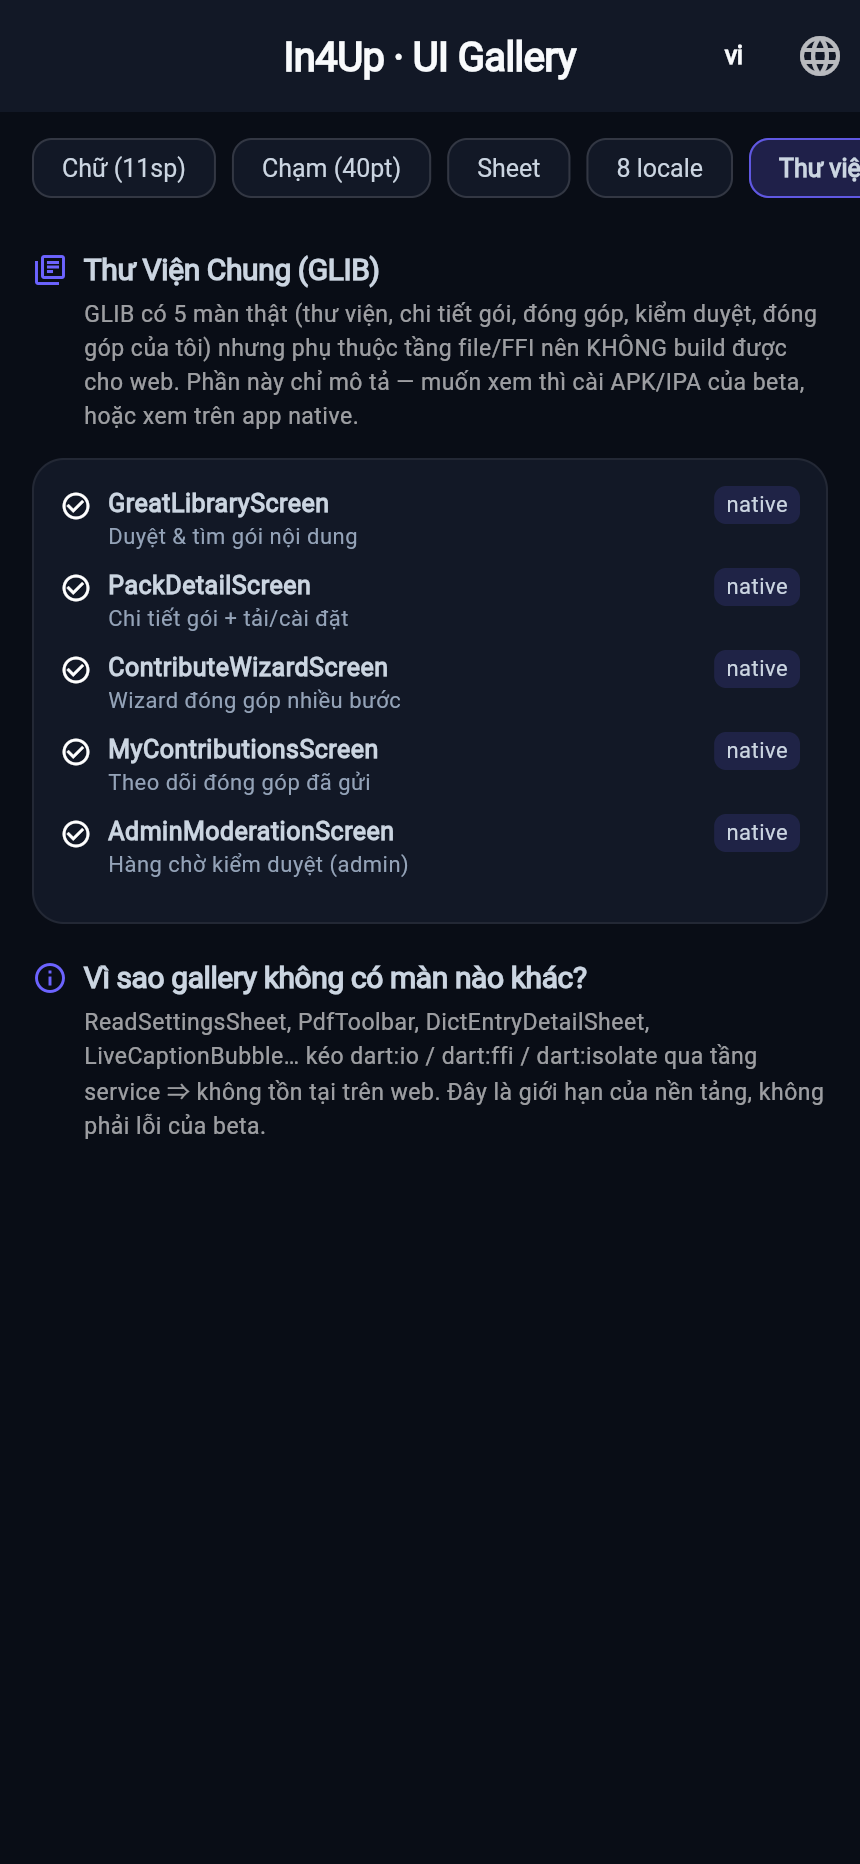 In4Up · UI Gallery
vi
Chữ (11sp)
Chạm (40pt)
Sheet
8 locale
Thư việ
Thư Viện Chung (GLIB)
GLIB có 5 màn thật (thư viện, chi tiết gói, đóng góp, kiểm duyệt, đóng
góp của tôi) nhưng phụ thuộc tầng file/FFI nên KHÔNG build được
cho web. Phần này chỉ mô tả — muốn xem thì cài APK/IPA của beta,
hoặc xem trên app native.
GreatLibraryScreen
native
Duyệt & tìm gói nội dung
PackDetailScreen
native
Chi tiết gói + tải/cài đặt
ContributeWizardScreen
native
Wizard đóng góp nhiều bước
MyContributionsScreen
native
Theo dõi đóng góp đã gửi
AdminModerationScreen
native
Hàng chờ kiểm duyệt (admin)
Vì sao gallery không có màn nào khác?
ReadSettingsSheet, PdfToolbar, DictEntryDetailSheet,
LiveCaptionBubble… kéo dart:io / dart:ffi / dart:isolate qua tầng
service ⇒ không tồn tại trên web. Đây là giới hạn của nền tảng, không
phải lỗi của beta.